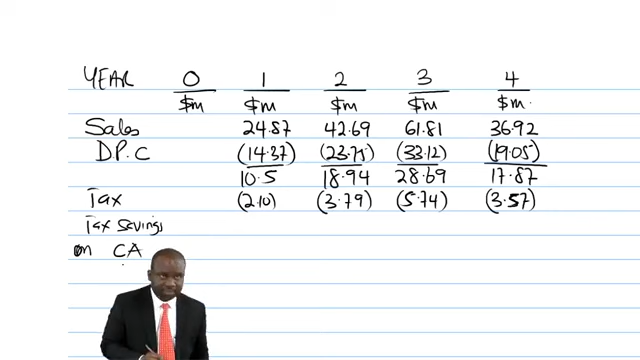 YEAR 0 1 2 3 4
$m $m $m $m $m.
Sales 24.87 42.69 61.81 36.92
D.P.C (14.37) (23.75) (33.12) (19.05)
10.5 18.94 28.69 17.87
Tax (2.10) (3.79) (5.74) (3.57)
Tax Savings
on CA